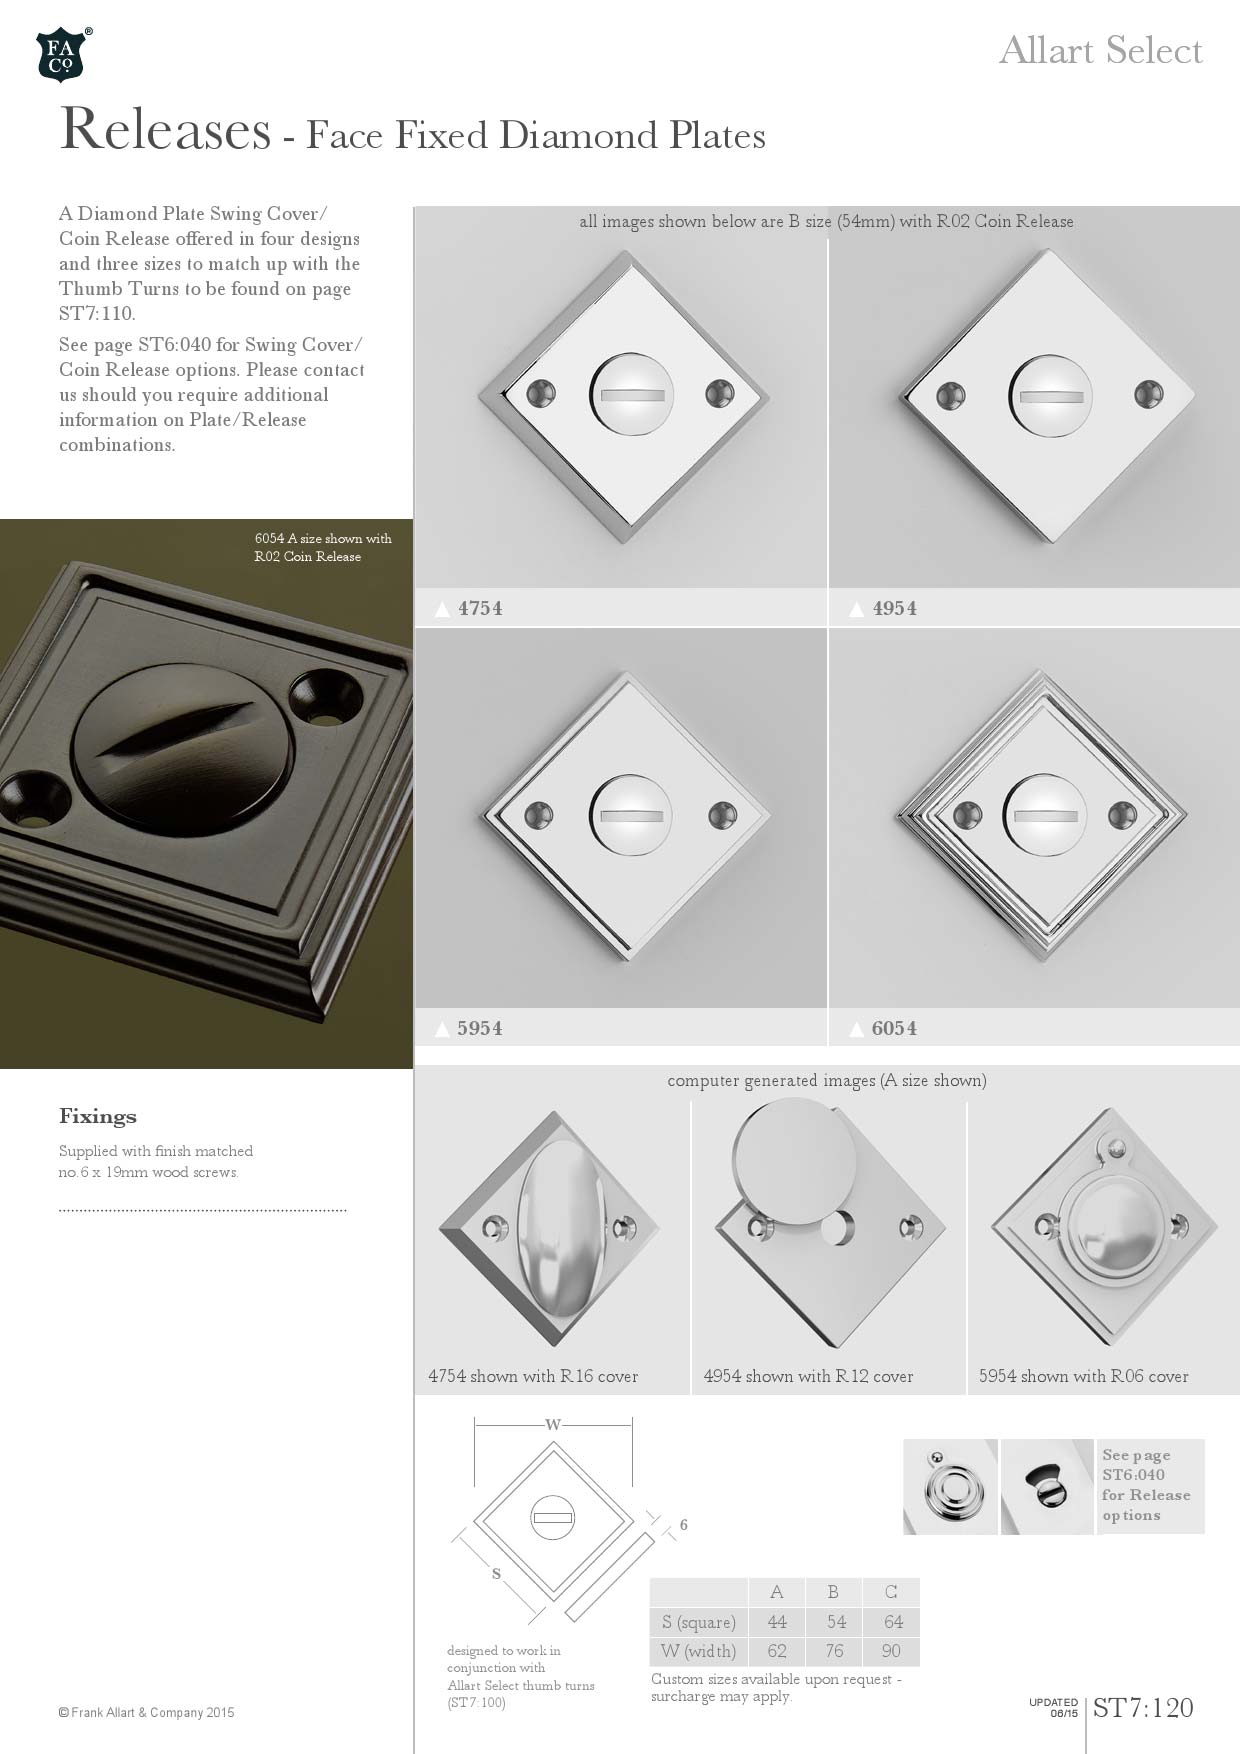 FA
Co.
®
Allart Select
Releases - Face Fixed Diamond Plates
A Diamond Plate Swing Cover/
Coin Release offered in four designs
and three sizes to match up with the
Thumb Turns to be found on page
ST7:110.
See page ST6:040 for Swing Cover/
Coin Release options. Please contact
us should you require additional
information on Plate/Release
combinations.
6054 A size shown with
R02 Coin Release
Fixings
Supplied with finish matched
no.6 x 19mm wood screws.
all images shown below are B size (54mm) with R02 Coin Release
▲ 4754
▲ 4954
▲ 5954
▲ 6054
computer generated images (A size shown)
4754 shown with R16 cover
4954 shown with R12 cover
5954 shown with R06 cover
W
6
S
designed to work in
conjunction with
Allart Select thumb turns
(ST7:100)
A B C
S (square) 44 54 64
W (width) 62 76 90
Custom sizes available upon request -
surcharge may apply.
See page
ST6:040
for Release
options
© Frank Allart & Company 2015
UPDATED
06/15
ST7:120